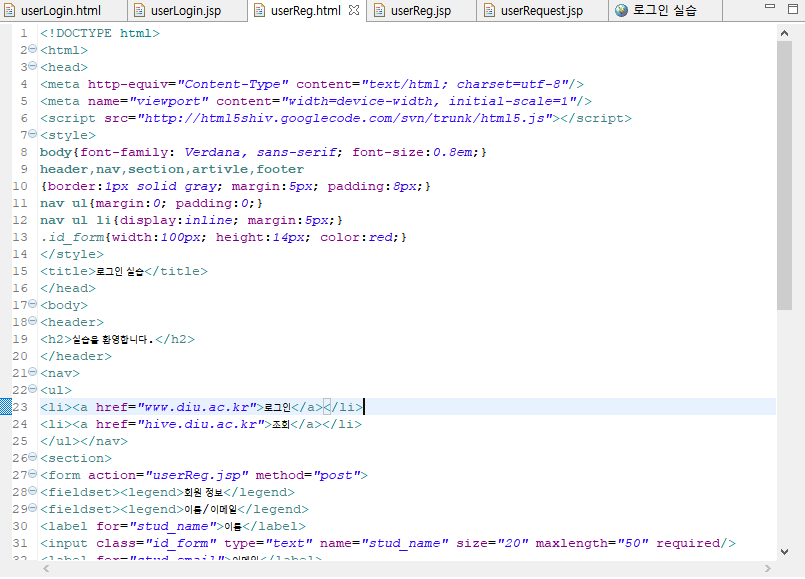 userLogin.html userLogin.jsp userReg.html userReg.jsp userRequest.jsp 로그인 실습
1 <!DOCTYPE html>
2 <html>
3 <head>
4 <meta http-equiv="Content-Type" content="text/html; charset=utf-8"/>
5 <meta name="viewport" content="width=device-width, initial-scale=1"/>
6 <script src="http://html5shiv.googlecode.com/svn/trunk/html5.js"></script>
7 <style>
8 body{font-family: Verdana, sans-serif; font-size:0.8em;}
9 header,nav,section,artivle,footer
10 {border:1px solid gray; margin:5px; padding:8px;}
11 nav ul{margin:0; padding:0;}
12 nav ul li{display:inline; margin:5px;}
13 .id_form{width:100px; height:14px; color:red;}
14 </style>
15 <title>로그인 실습</title>
16 </head>
17 <body>
18 <header>
19 <h2>실습을 환영합니다.</h2>
20 </header>
21 <nav>
22 <ul>
23 <li><a href="www.diu.ac.kr">로그인</a></li>
24 <li><a href="hive.diu.ac.kr">조회</a></li>
25 </ul></nav>
26 <section>
27 <form action="userReg.jsp" method="post">
28 <fieldset><legend>회원 정보</legend>
29 <fieldset><legend>이름/이메일</legend>
30 <label for="stud_name">이름</label>
31 <input class="id_form" type="text" name="stud_name" size="20" maxlength="50" required/>
32 <label for="stud_email">이메일</label>